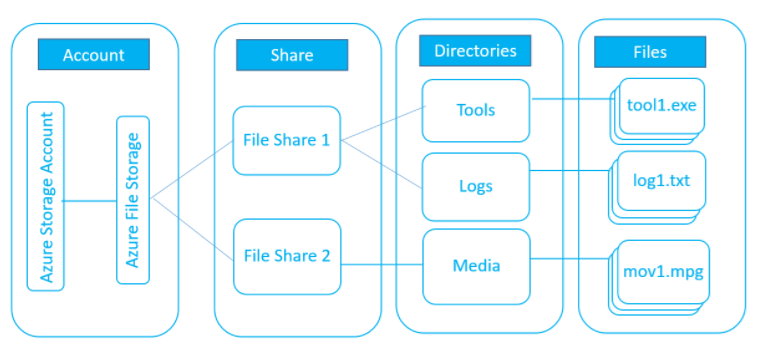 Account
Share
Directories
Files
Azure Storage Account
Azure File Storage
File Share 1
File Share 2
Tools
Logs
Media
tool1.exe
log1.txt
mov1.mpg